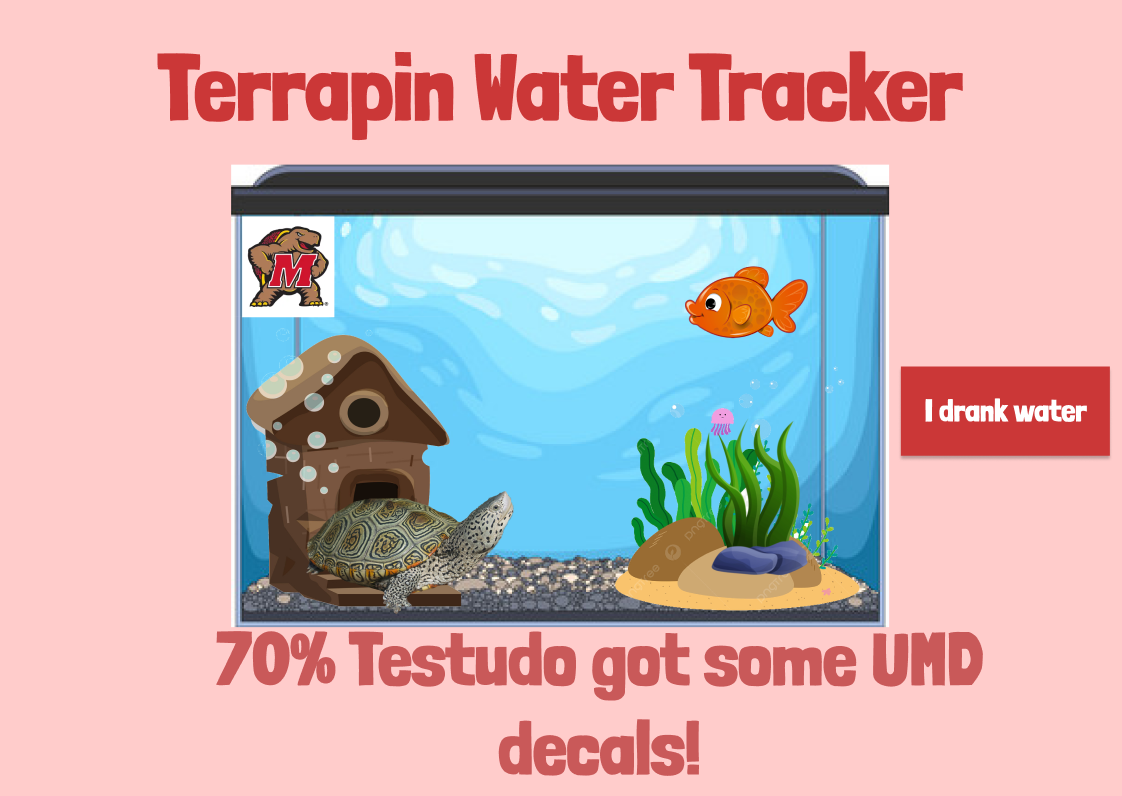 Terrapin Water Tracker
M
I drank water
70% Testudo got some UMD
decals!